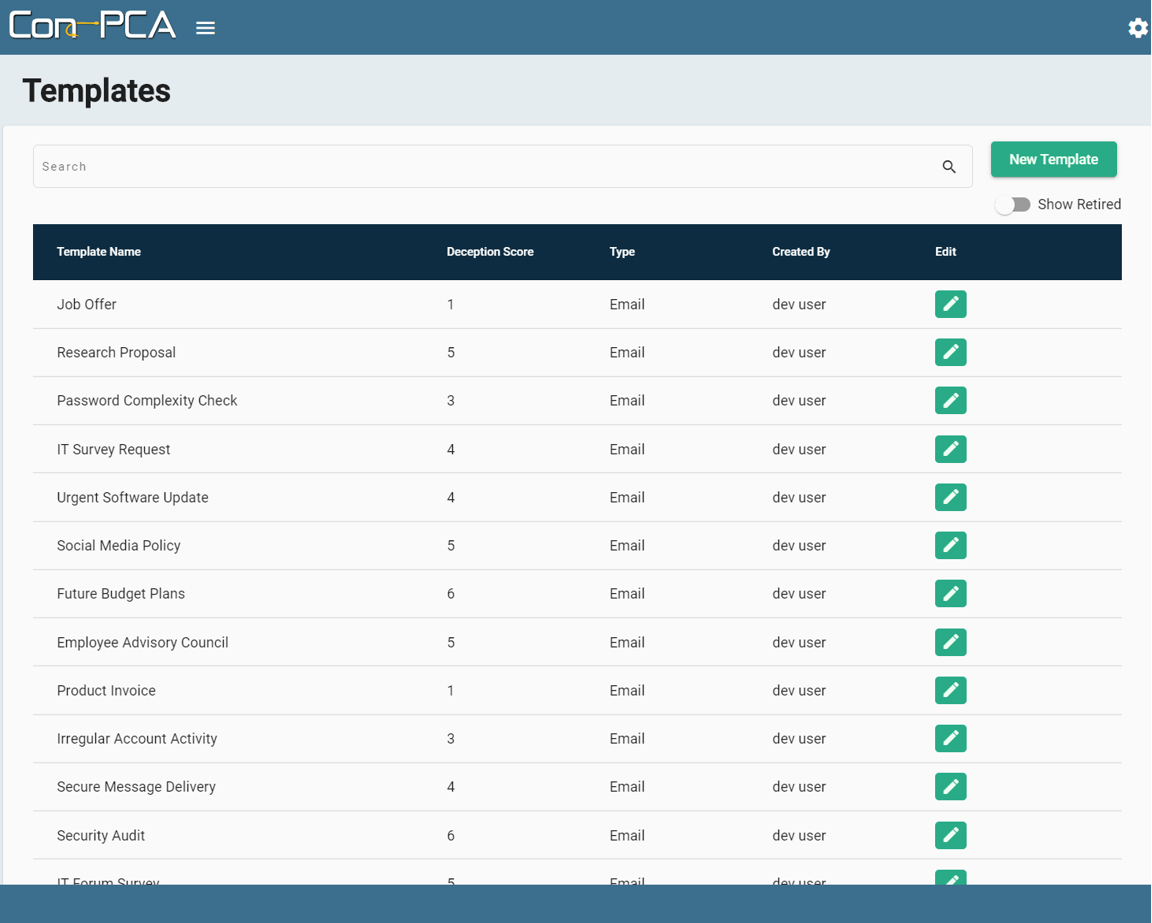 Con-PCA
Templates
Search
New Template
Show Retired
Template Name Deception Score Type Created By Edit
Job Offer 1 Email dev user
Research Proposal 5 Email dev user
Password Complexity Check 3 Email dev user
IT Survey Request 4 Email dev user
Urgent Software Update 4 Email dev user
Social Media Policy 5 Email dev user
Future Budget Plans 6 Email dev user
Employee Advisory Council 5 Email dev user
Product Invoice 1 Email dev user
Irregular Account Activity 3 Email dev user
Secure Message Delivery 4 Email dev user
Security Audit 6 Email dev user
IT Forum Survey 5 Email dev user